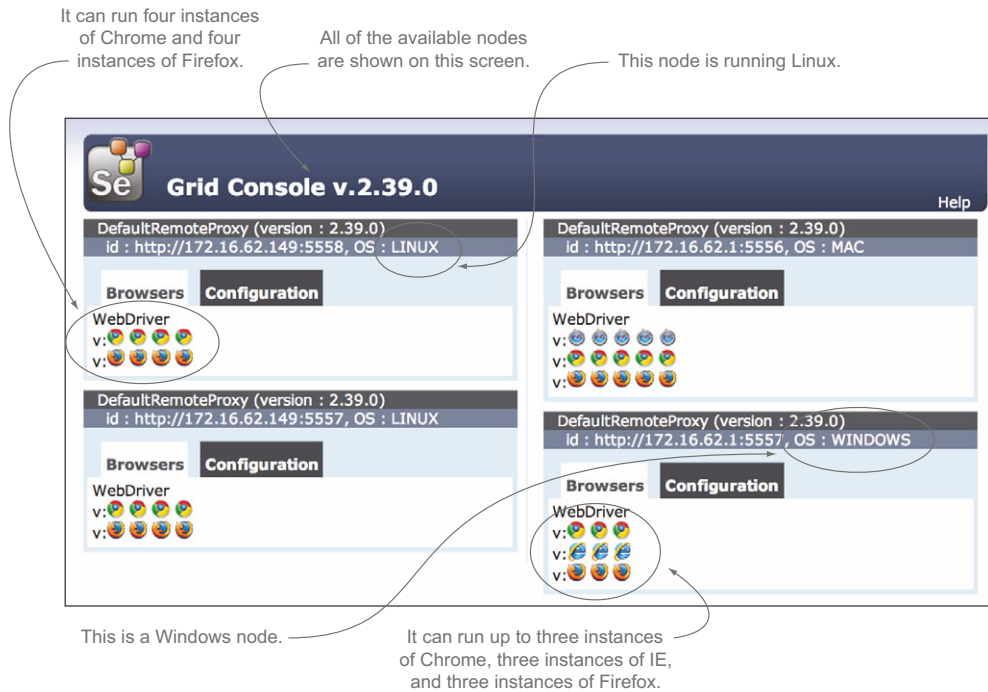 It can run four instances
of Chrome and four
instances of Firefox.
All of the available nodes
are shown on this screen.
This node is running Linux.
Se
Grid Console v.2.39.0
Help
DefaultRemoteProxy (version : 2.39.0)
id : http://172.16.62.149:5558, OS : LINUX
Browsers Configuration
WebDriver
v:
v:
DefaultRemoteProxy (version : 2.39.0)
id : http://172.16.62.149:5557, OS : LINUX
Browsers Configuration
WebDriver
v:
v:
DefaultRemoteProxy (version : 2.39.0)
id : http://172.16.62.1:5556, OS : MAC
Browsers Configuration
WebDriver
v:
v:
v:
DefaultRemoteProxy (version : 2.39.0)
id : http://172.16.62.1:5557, OS : WINDOWS
Browsers Configuration
WebDriver
v:
v:
v:
This is a Windows node.
It can run up to three instances
of Chrome, three instances of IE,
and three instances of Firefox.